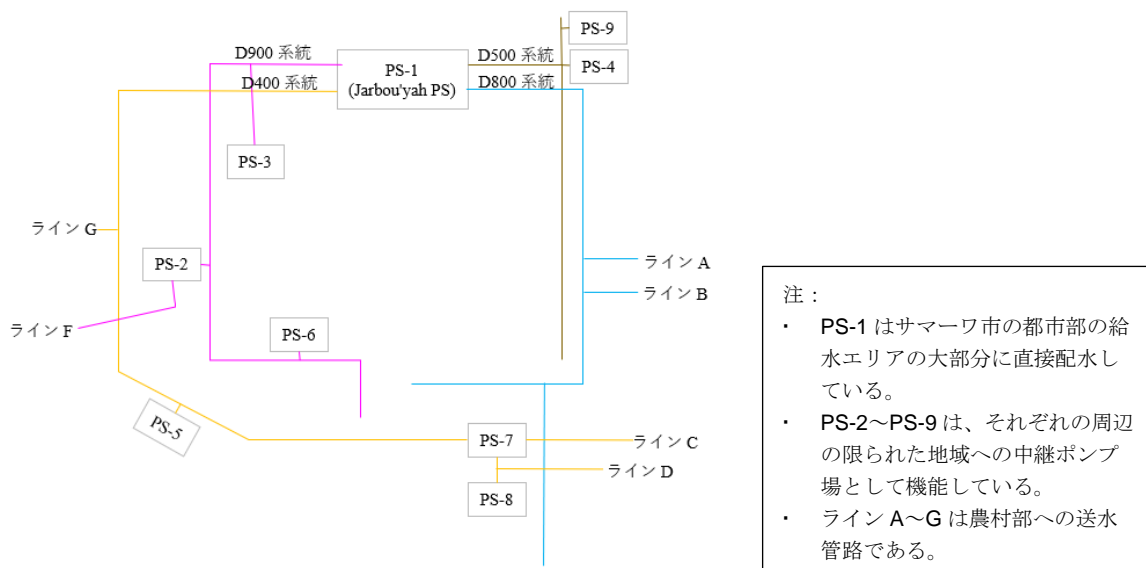 PS-9
D900 系統
D500 系統
PS-1
(Jarbou'yah PS)
PS-4
D400 系統
D800 系統
PS-3
ライン G
PS-2
ライン A
ライン B
ライン F
PS-6
PS-5
PS-7
ライン C
ライン D
PS-8
注：
・ PS-1 はサマーワ市の都市部の給
水エリアの大部分に直接配水し
ている。
・ PS-2～PS-9 は、それぞれの周辺
の限られた地域への中継ポンプ
場として機能している。
・ ライン A～G は農村部への送水
管路である。